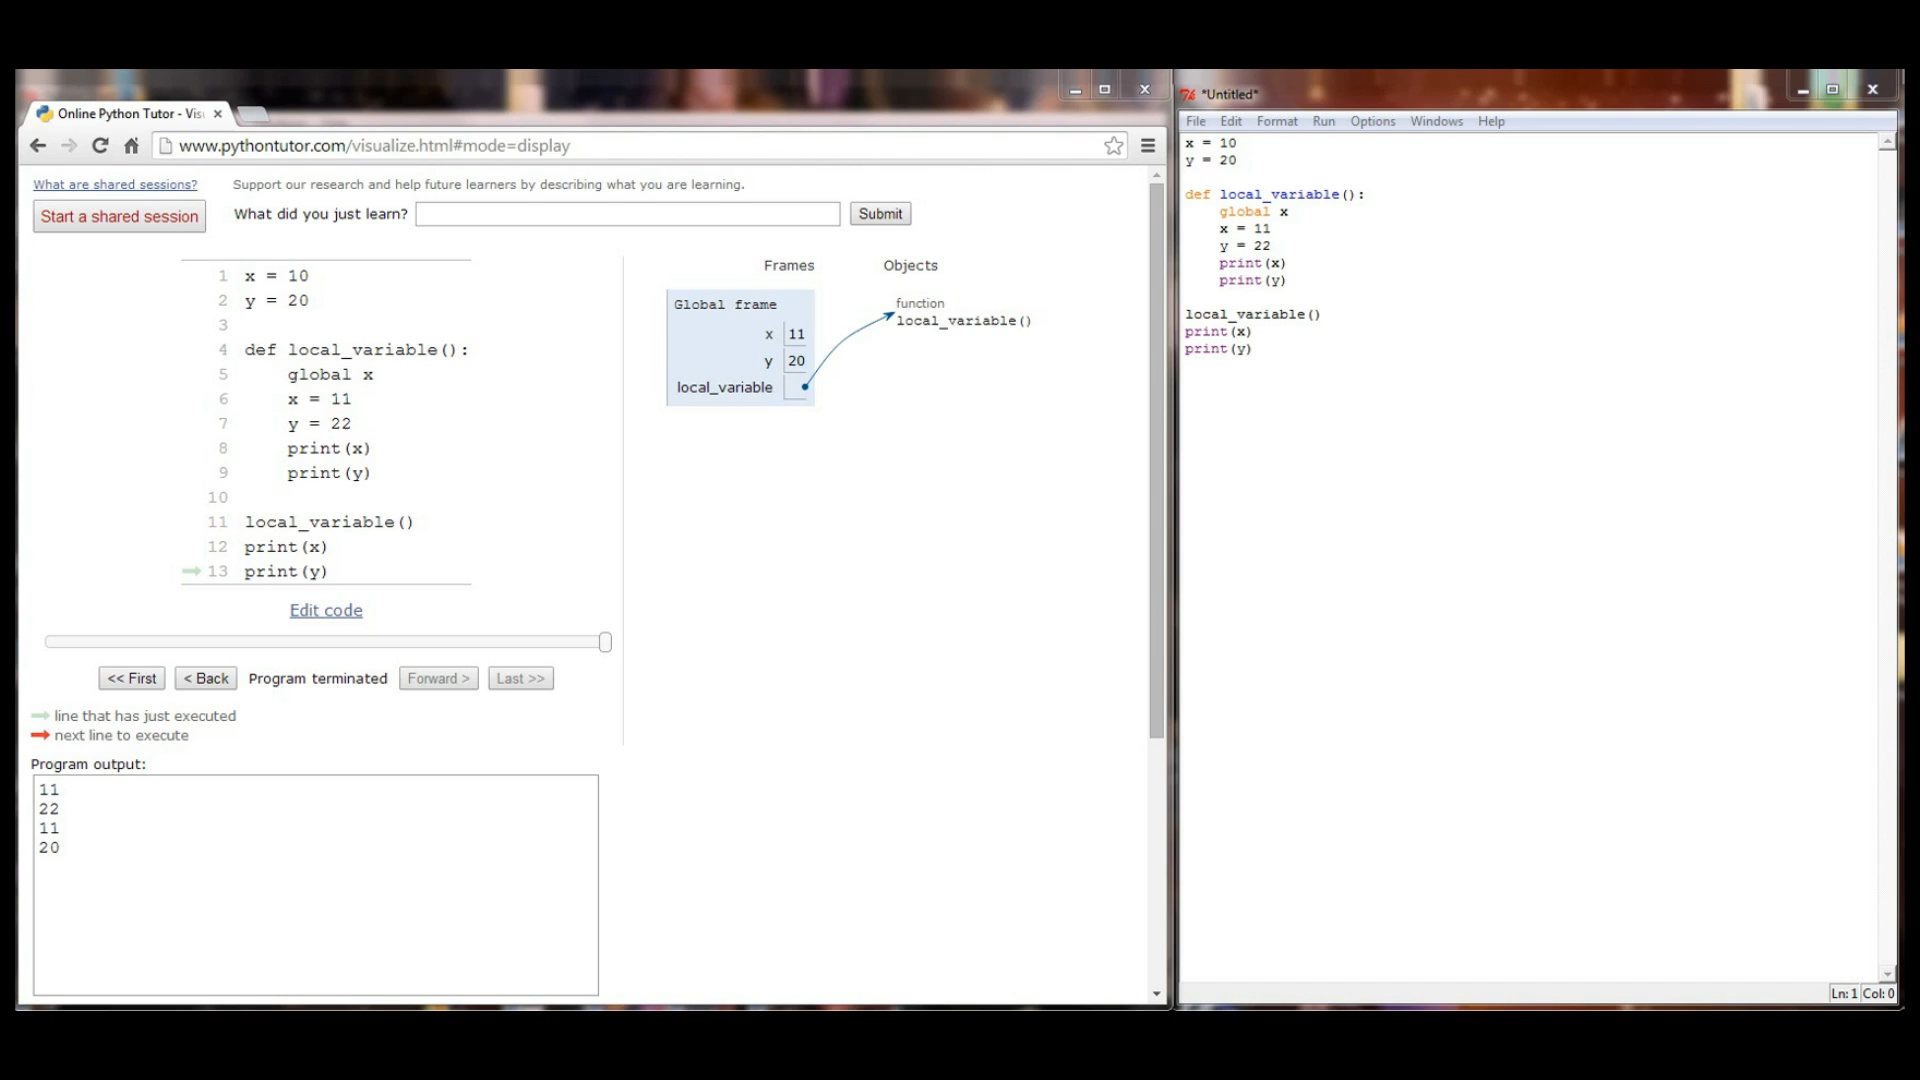 Online Python Tutor - Vis
www.pythontutor.com/visualize.html#mode=display
What are shared sessions?
Support our research and help future learners by describing what you are learning.
Start a shared session
What did you just learn?
Submit
1 x = 10
2 y = 20
3
4 def local_variable():
5     global x
6     x = 11
7     y = 22
8     print(x)
9     print(y)
10
11 local_variable()
12 print(x)
13 print(y)
Edit code
<< First
< Back
Program terminated
Forward >
Last >>
line that has just executed
next line to execute
Program output:
11
22
11
20
Frames
Objects
Global frame
x 11
y 20
local_variable
function
local_variable()
*Untitled*
File Edit Format Run Options Windows Help
x = 10
y = 20
def local_variable():
    global x
    x = 11
    y = 22
    print(x)
    print(y)
local_variable()
print(x)
print(y)
Ln: 1 Col: 0